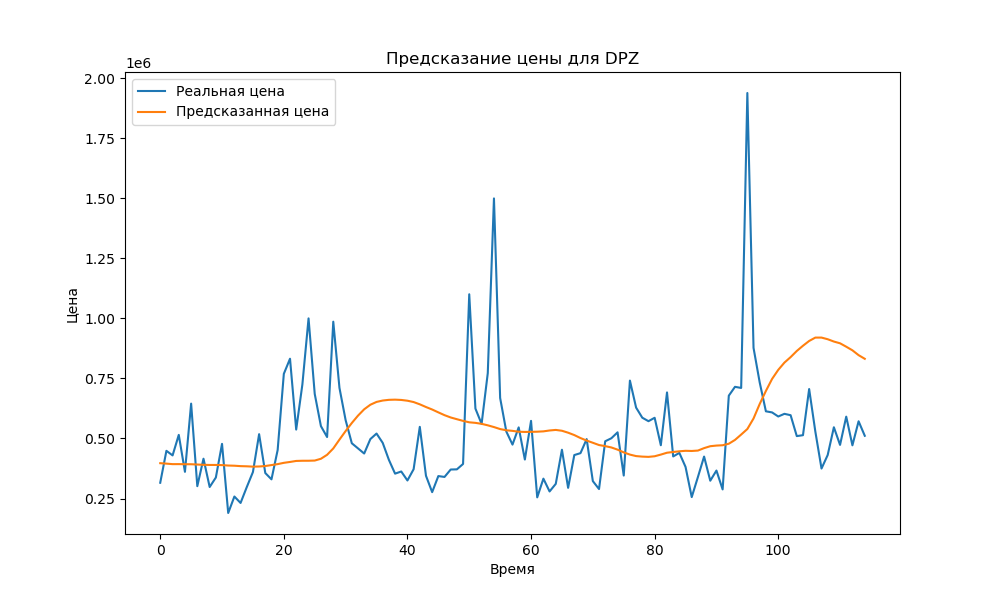 Предсказание цены для DPZ
1e6
2.00
1.75
1.50
1.25
1.00
0.75
0.50
0.25
Цена
Реальная цена
Предсказанная цена
0 20 40 60 80 100
Время